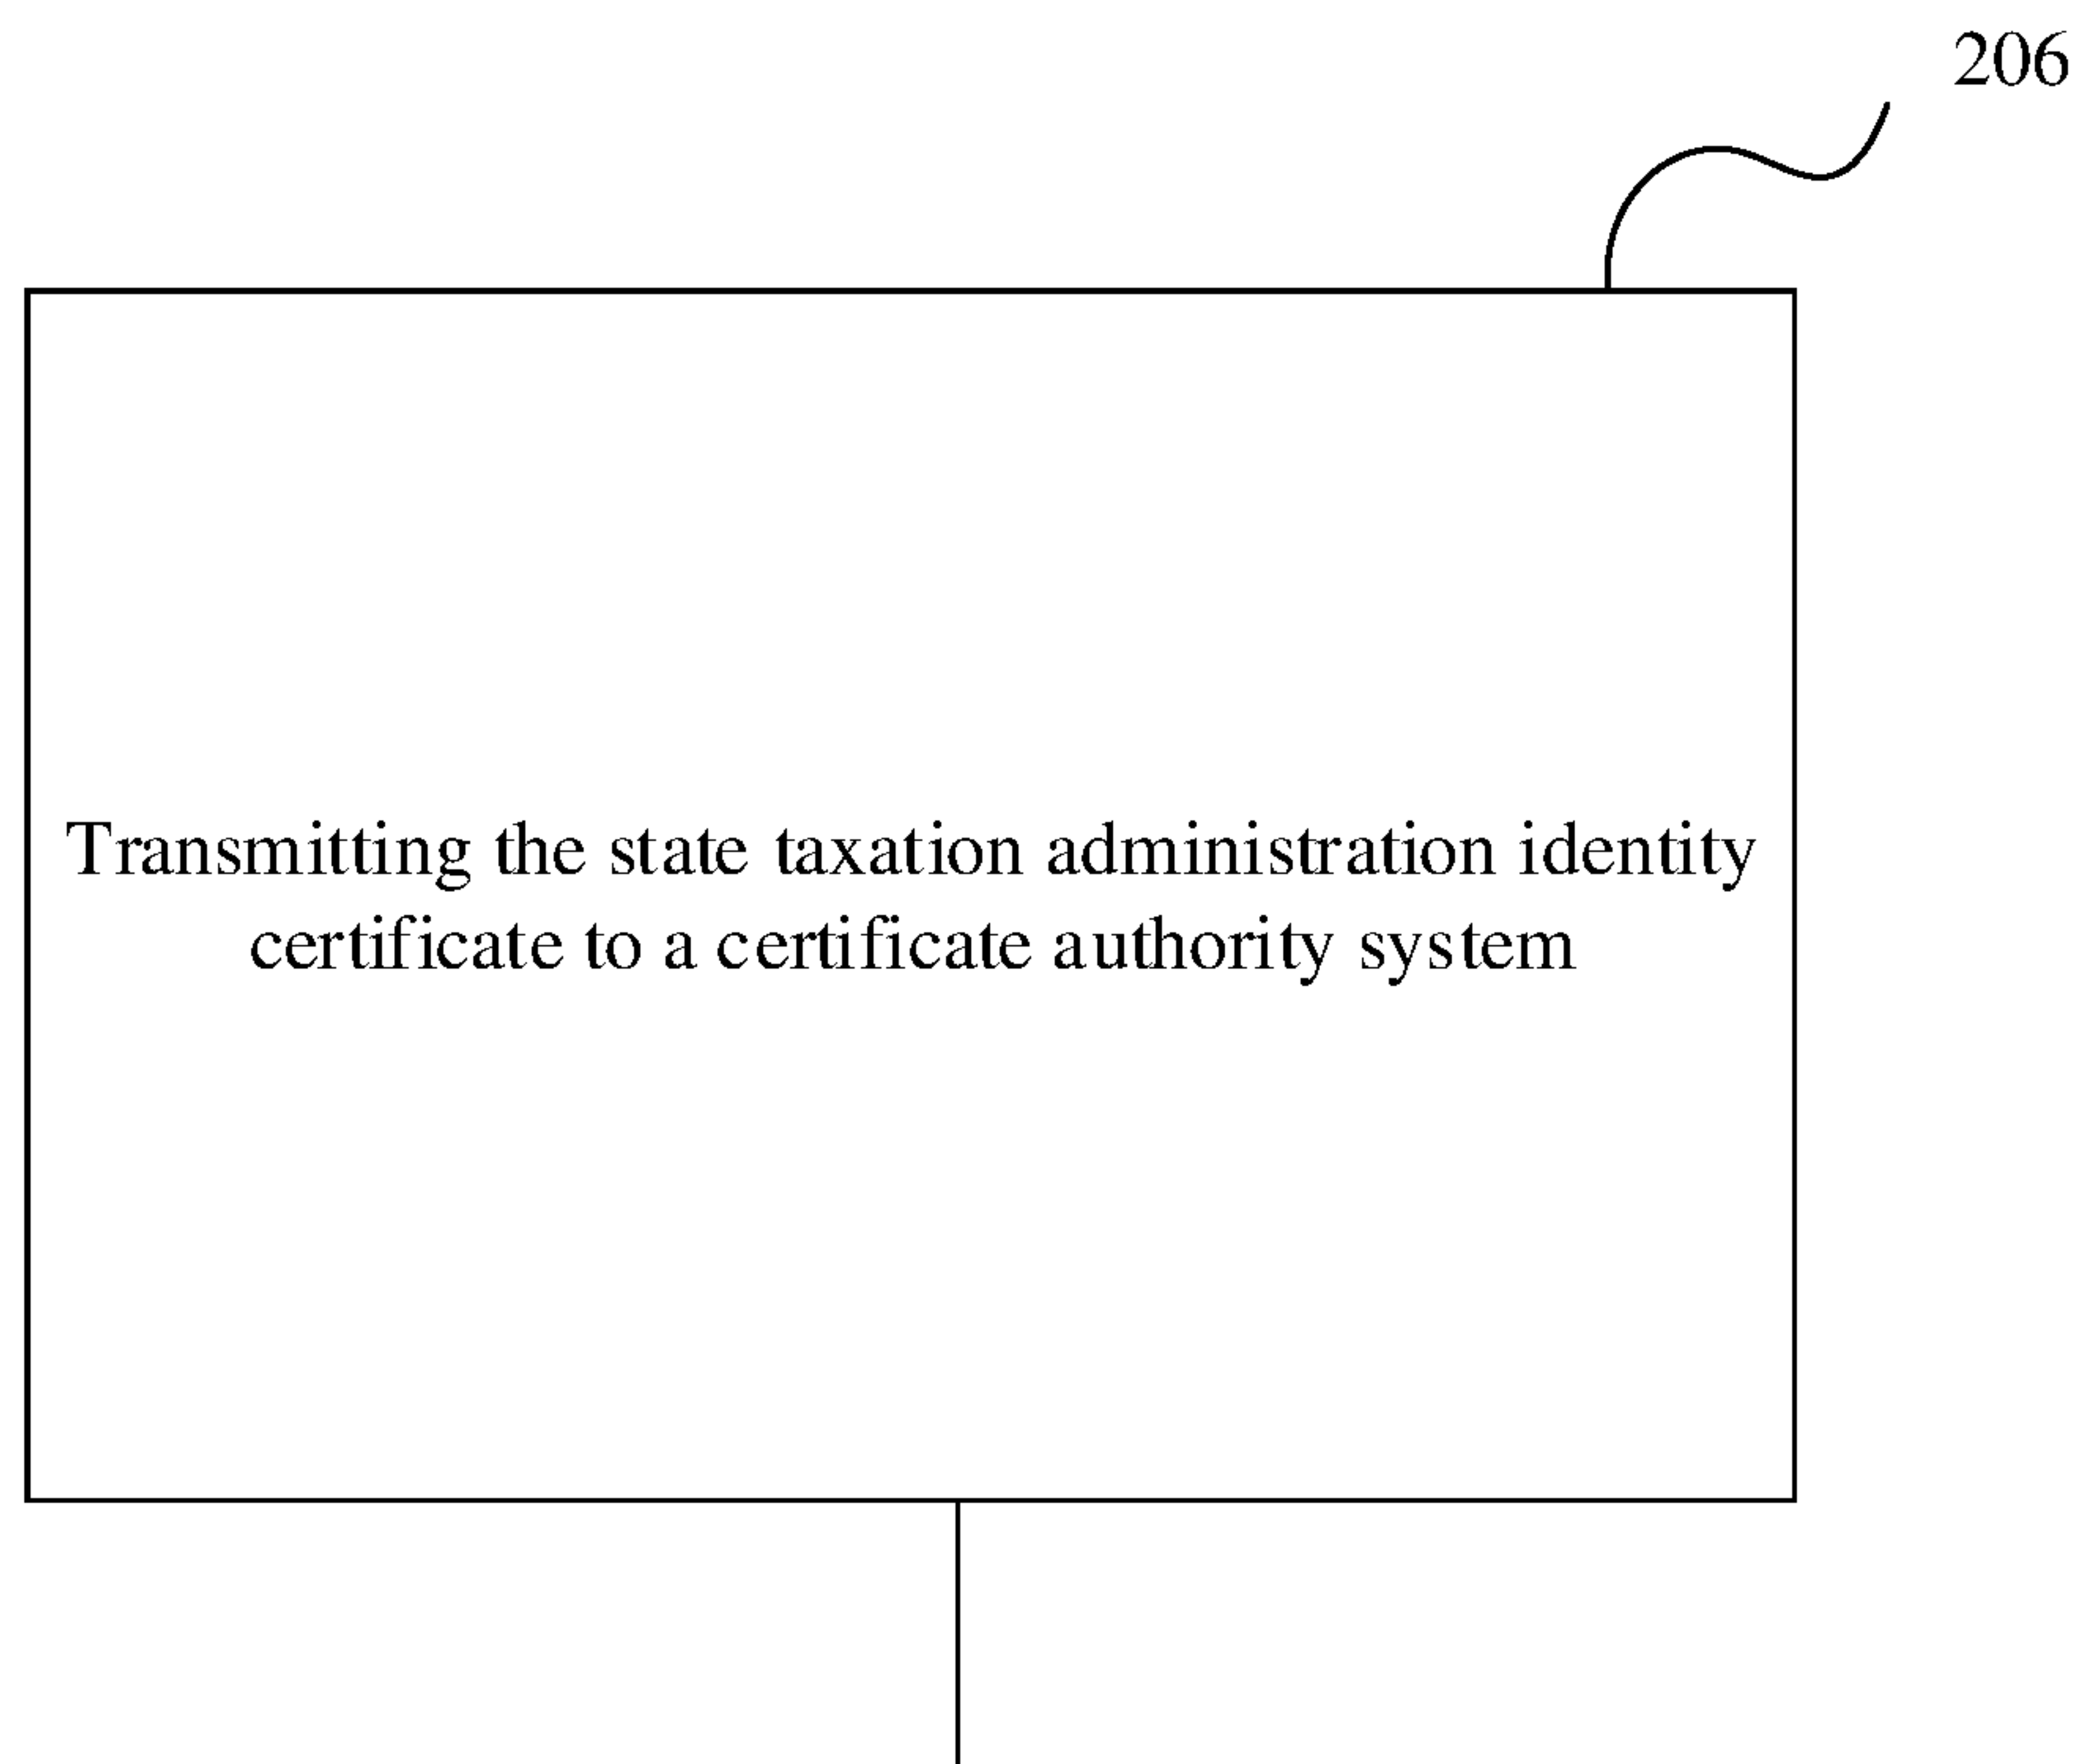 206
Transmitting the state taxation administration identity
certificate to a certificate authority system